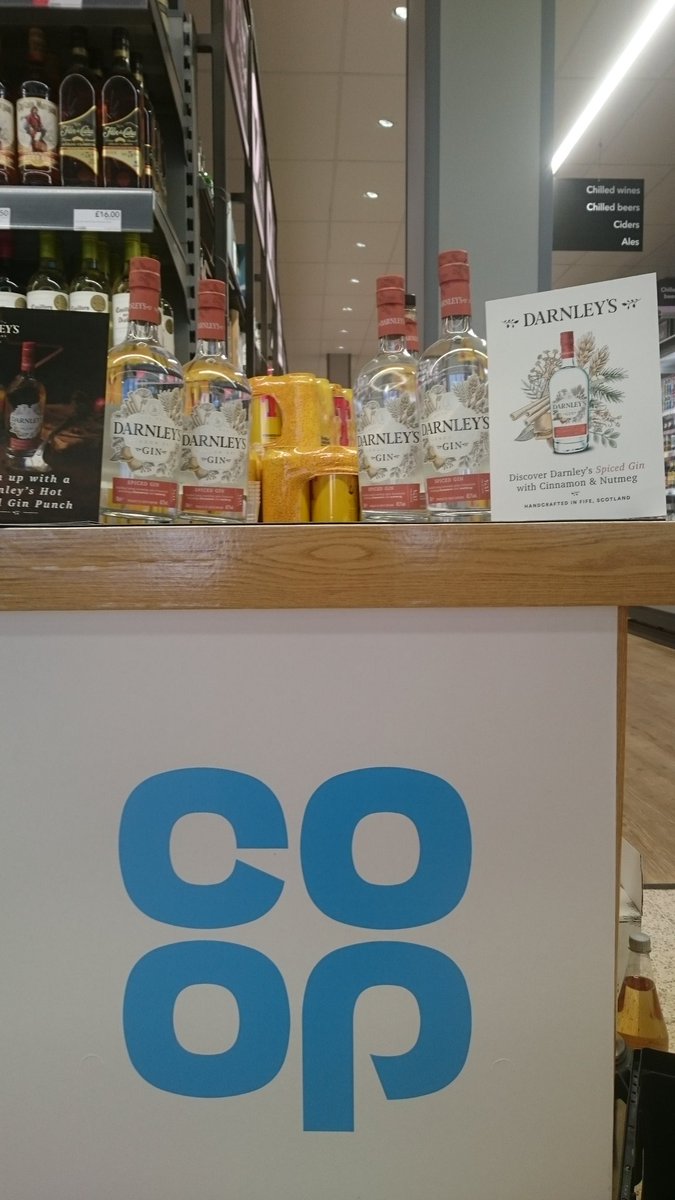 £16.00
Chilled wines
Chilled beers
Ciders
Ales
DARNLEY'S
GIN
SPICED GIN
DARNLEY'S
GIN
SPICED GIN
DARNLEY'S
GIN
SPICED GIN
DARNLEY'S
GIN
SPICED GIN
DARNLEY'S
DARNLEY'S
GIN
Discover Darnley's Spiced Gin
with Cinnamon & Nutmeg
HANDCRAFTED IN FIFE, SCOTLAND
up with a
Hot
Gin Punch
CO
OP